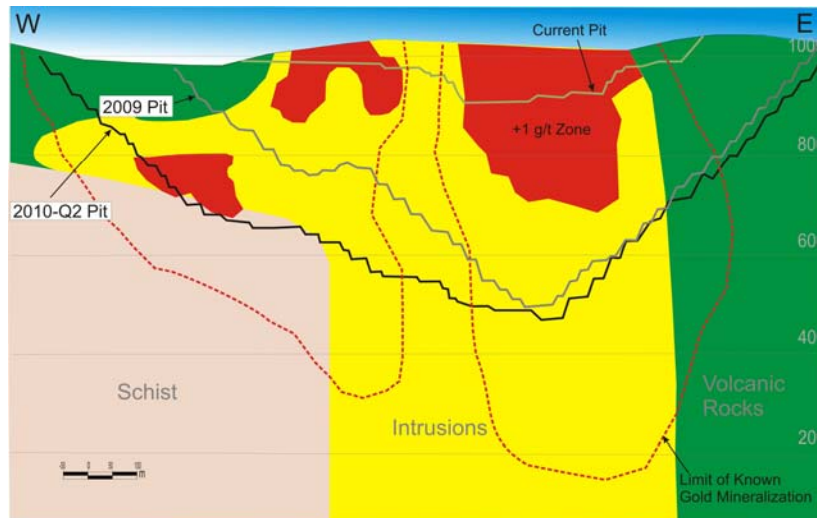 W
E
Current Pit
100
2009 Pit
+1 g/t Zone
80
2010-Q2 Pit
60
40
Schist
Volcanic
Rocks
Intrusions
20
Limit of Known
Gold Mineralization
m